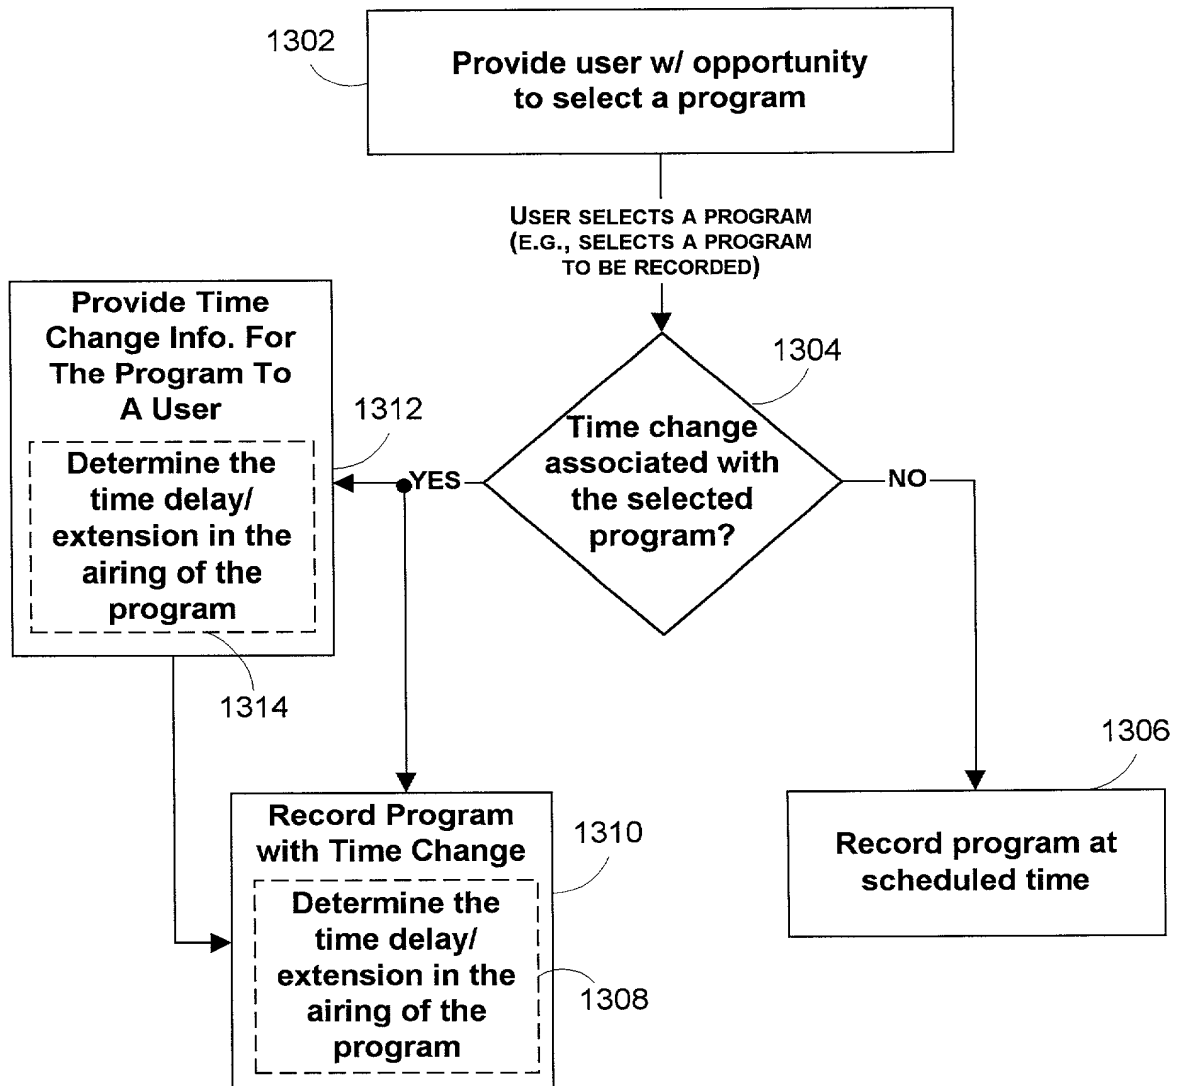 1302
Provide user w/ opportunity
to select a program
USER SELECTS A PROGRAM
(E.G., SELECTS A PROGRAM
TO BE RECORDED)
Provide Time
Change Info. For
The Program To
A User
1312
Determine the
time delay/
extension in the
airing of the
program
1314
1304
Time change
associated with
the selected
program?
YES
NO
1306
Record program at
scheduled time
Record Program
with Time Change
1310
Determine the
time delay/
extension in the
airing of the
program
1308